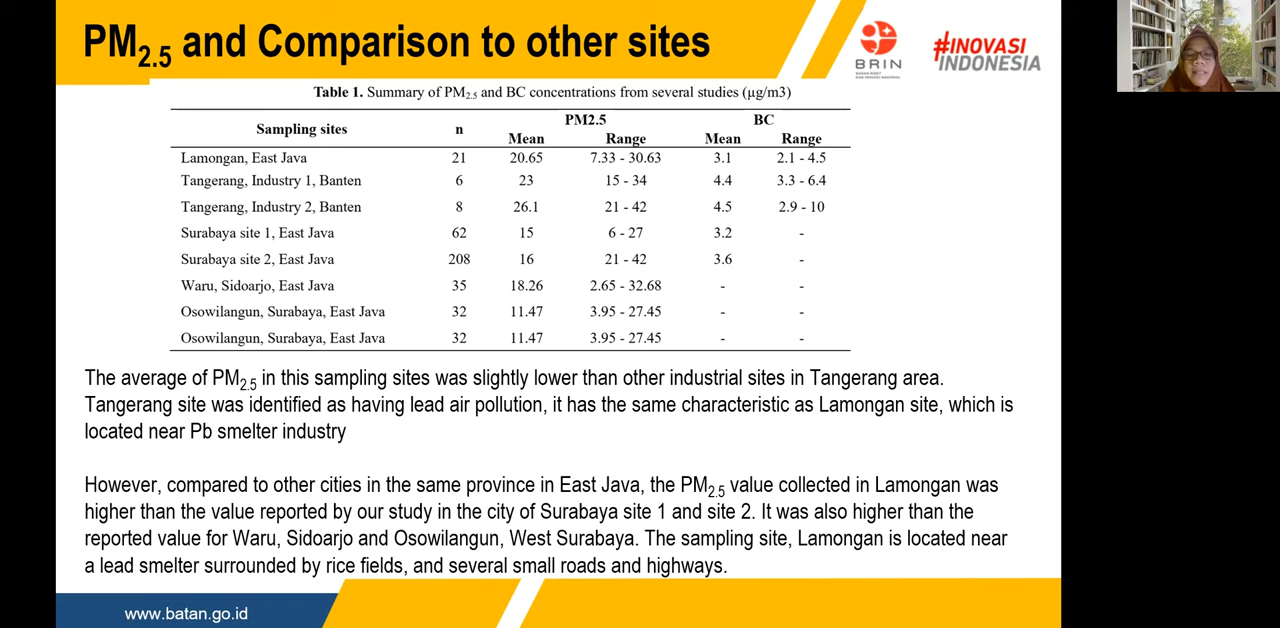 PM2.5 and Comparison to other sites
BRIN
BADAN RISET
DAN INOVASI NASIONAL
#INOVASI
INDONESIA
Table 1. Summary of PM2.5 and BC concentrations from several studies (µg/m3)
Sampling sites n PM2.5 BC
Mean Range Mean Range
Lamongan, East Java 21 20.65 7.33 - 30.63 3.1 2.1 - 4.5
Tangerang, Industry 1, Banten 6 23 15 - 34 4.4 3.3 - 6.4
Tangerang, Industry 2, Banten 8 26.1 21 - 42 4.5 2.9 - 10
Surabaya site 1, East Java 62 15 6 - 27 3.2 -
Surabaya site 2, East Java 208 16 21 - 42 3.6 -
Waru, Sidoarjo, East Java 35 18.26 2.65 - 32.68 - -
Osowilangun, Surabaya, East Java 32 11.47 3.95 - 27.45 - -
Osowilangun, Surabaya, East Java 32 11.47 3.95 - 27.45 - -
The average of PM2.5 in this sampling sites was slightly lower than other industrial sites in Tangerang area.
Tangerang site was identified as having lead air pollution, it has the same characteristic as Lamongan site, which is
located near Pb smelter industry
However, compared to other cities in the same province in East Java, the PM2.5 value collected in Lamongan was
higher than the value reported by our study in the city of Surabaya site 1 and site 2. It was also higher than the
reported value for Waru, Sidoarjo and Osowilangun, West Surabaya. The sampling site, Lamongan is located near
a lead smelter surrounded by rice fields, and several small roads and highways.
www.batan.go.id